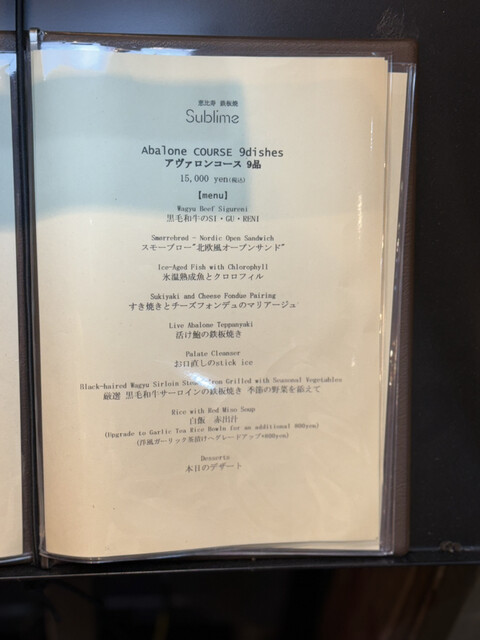 恵比寿 鉄板焼
Sublime
Abalone COURSE 9dishes
アヴァロンコース 9品
15,000 yen(税込)
【menu】
Wagyu Beef Sigureni
黒毛和牛のSI・GU・RENI
Smørrebrød - Nordic Open Sandwich
スモーブロー"北欧風オープンサンド"
Ice-Aged Fish with Chlorophyll
氷温熟成魚とクロロフィル
Sukiyaki and Cheese Fondue Pairing
すき焼きとチーズフォンデュのマリアージュ
Live Abalone Teppanyaki
活け鮑の鉄板焼き
Palate Cleanser
お口直しのstick ice
Black-haired Wagyu Sirloin Grilled with Seasonal Vegetables
厳選 黒毛和牛サーロインの鉄板焼き 季節の野菜を添えて
Rice with Red Miso Soup
白飯 赤出汁
(Upgrade to Garlic Tea Rice Bowls for an additional 800yen)
(洋風ガーリック茶漬けへグレードアップ+800yen)
Desserts
本日のデザート